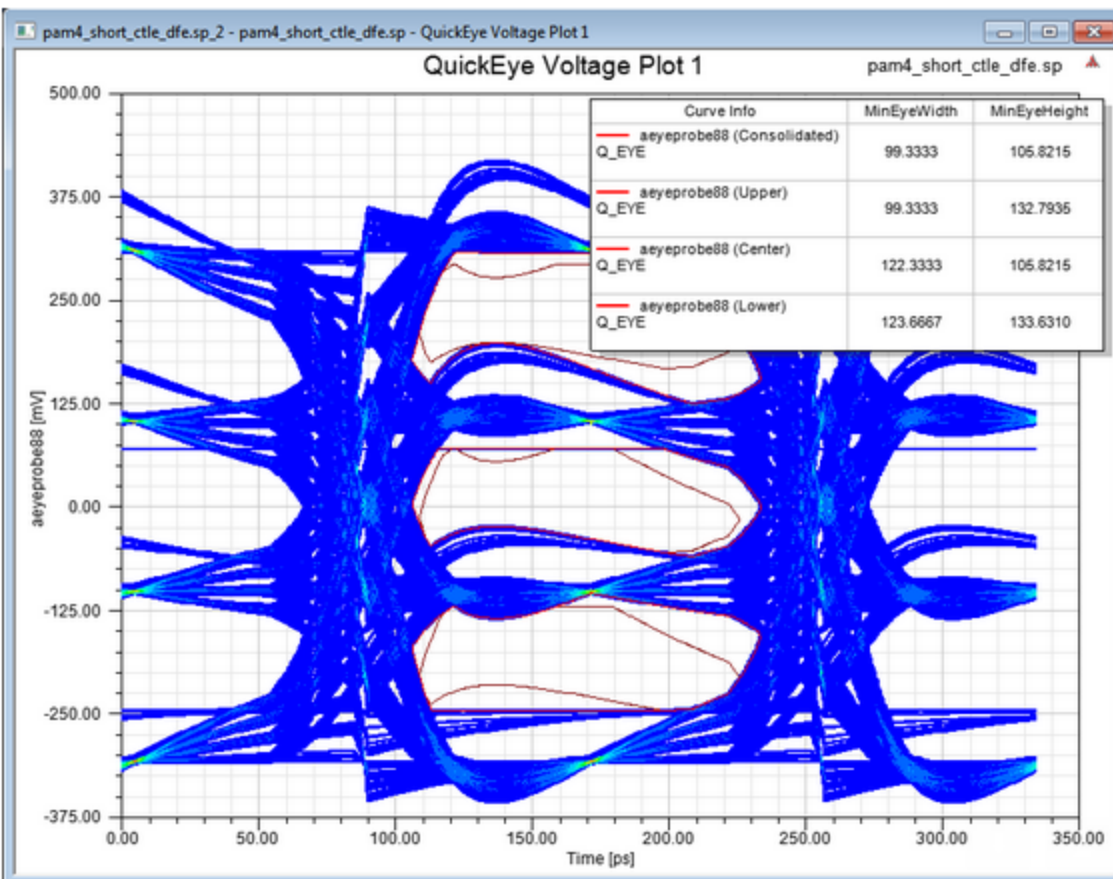 pam4_short_ctle_dfe.sp_2 - pam4_short_ctle_dfe.sp - QuickEye Voltage Plot 1
QuickEye Voltage Plot 1
pam4_short_ctle_dfe.sp
Curve Info MinEyeWidth MinEyeHeight
aeyeprobe88 (Consolidated)
Q_EYE 99.3333 105.8215
aeyeprobe88 (Upper)
Q_EYE 99.3333 132.7935
aeyeprobe88 (Center)
Q_EYE 122.3333 105.8215
aeyeprobe88 (Lower)
Q_EYE 123.6667 133.6310
aeyeprobe88 [mV]
500.00
375.00
250.00
125.00
0.00
-125.00
-250.00
-375.00
0.00 50.00 100.00 150.00 200.00 250.00 300.00 350.00
Time [ps]